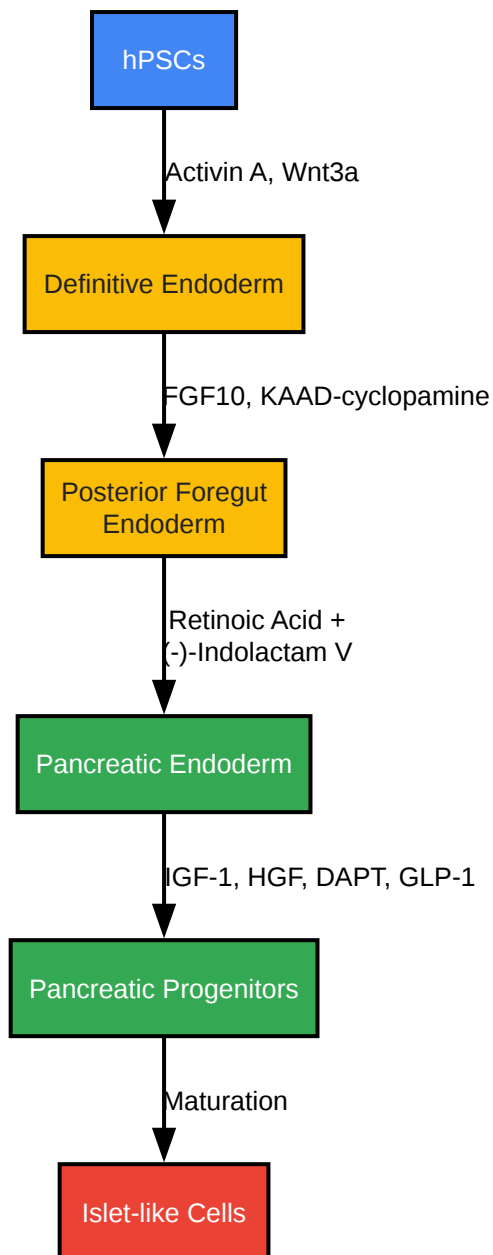 hPSCs
Activin A, Wnt3a
Definitive Endoderm
FGF10, KAAD-cyclopamine
Posterior Foregut
Endoderm
Retinoic Acid +
(-)-Indolactam V
Pancreatic Endoderm
IGF-1, HGF, DAPT, GLP-1
Pancreatic Progenitors
Maturation
Islet-like Cells